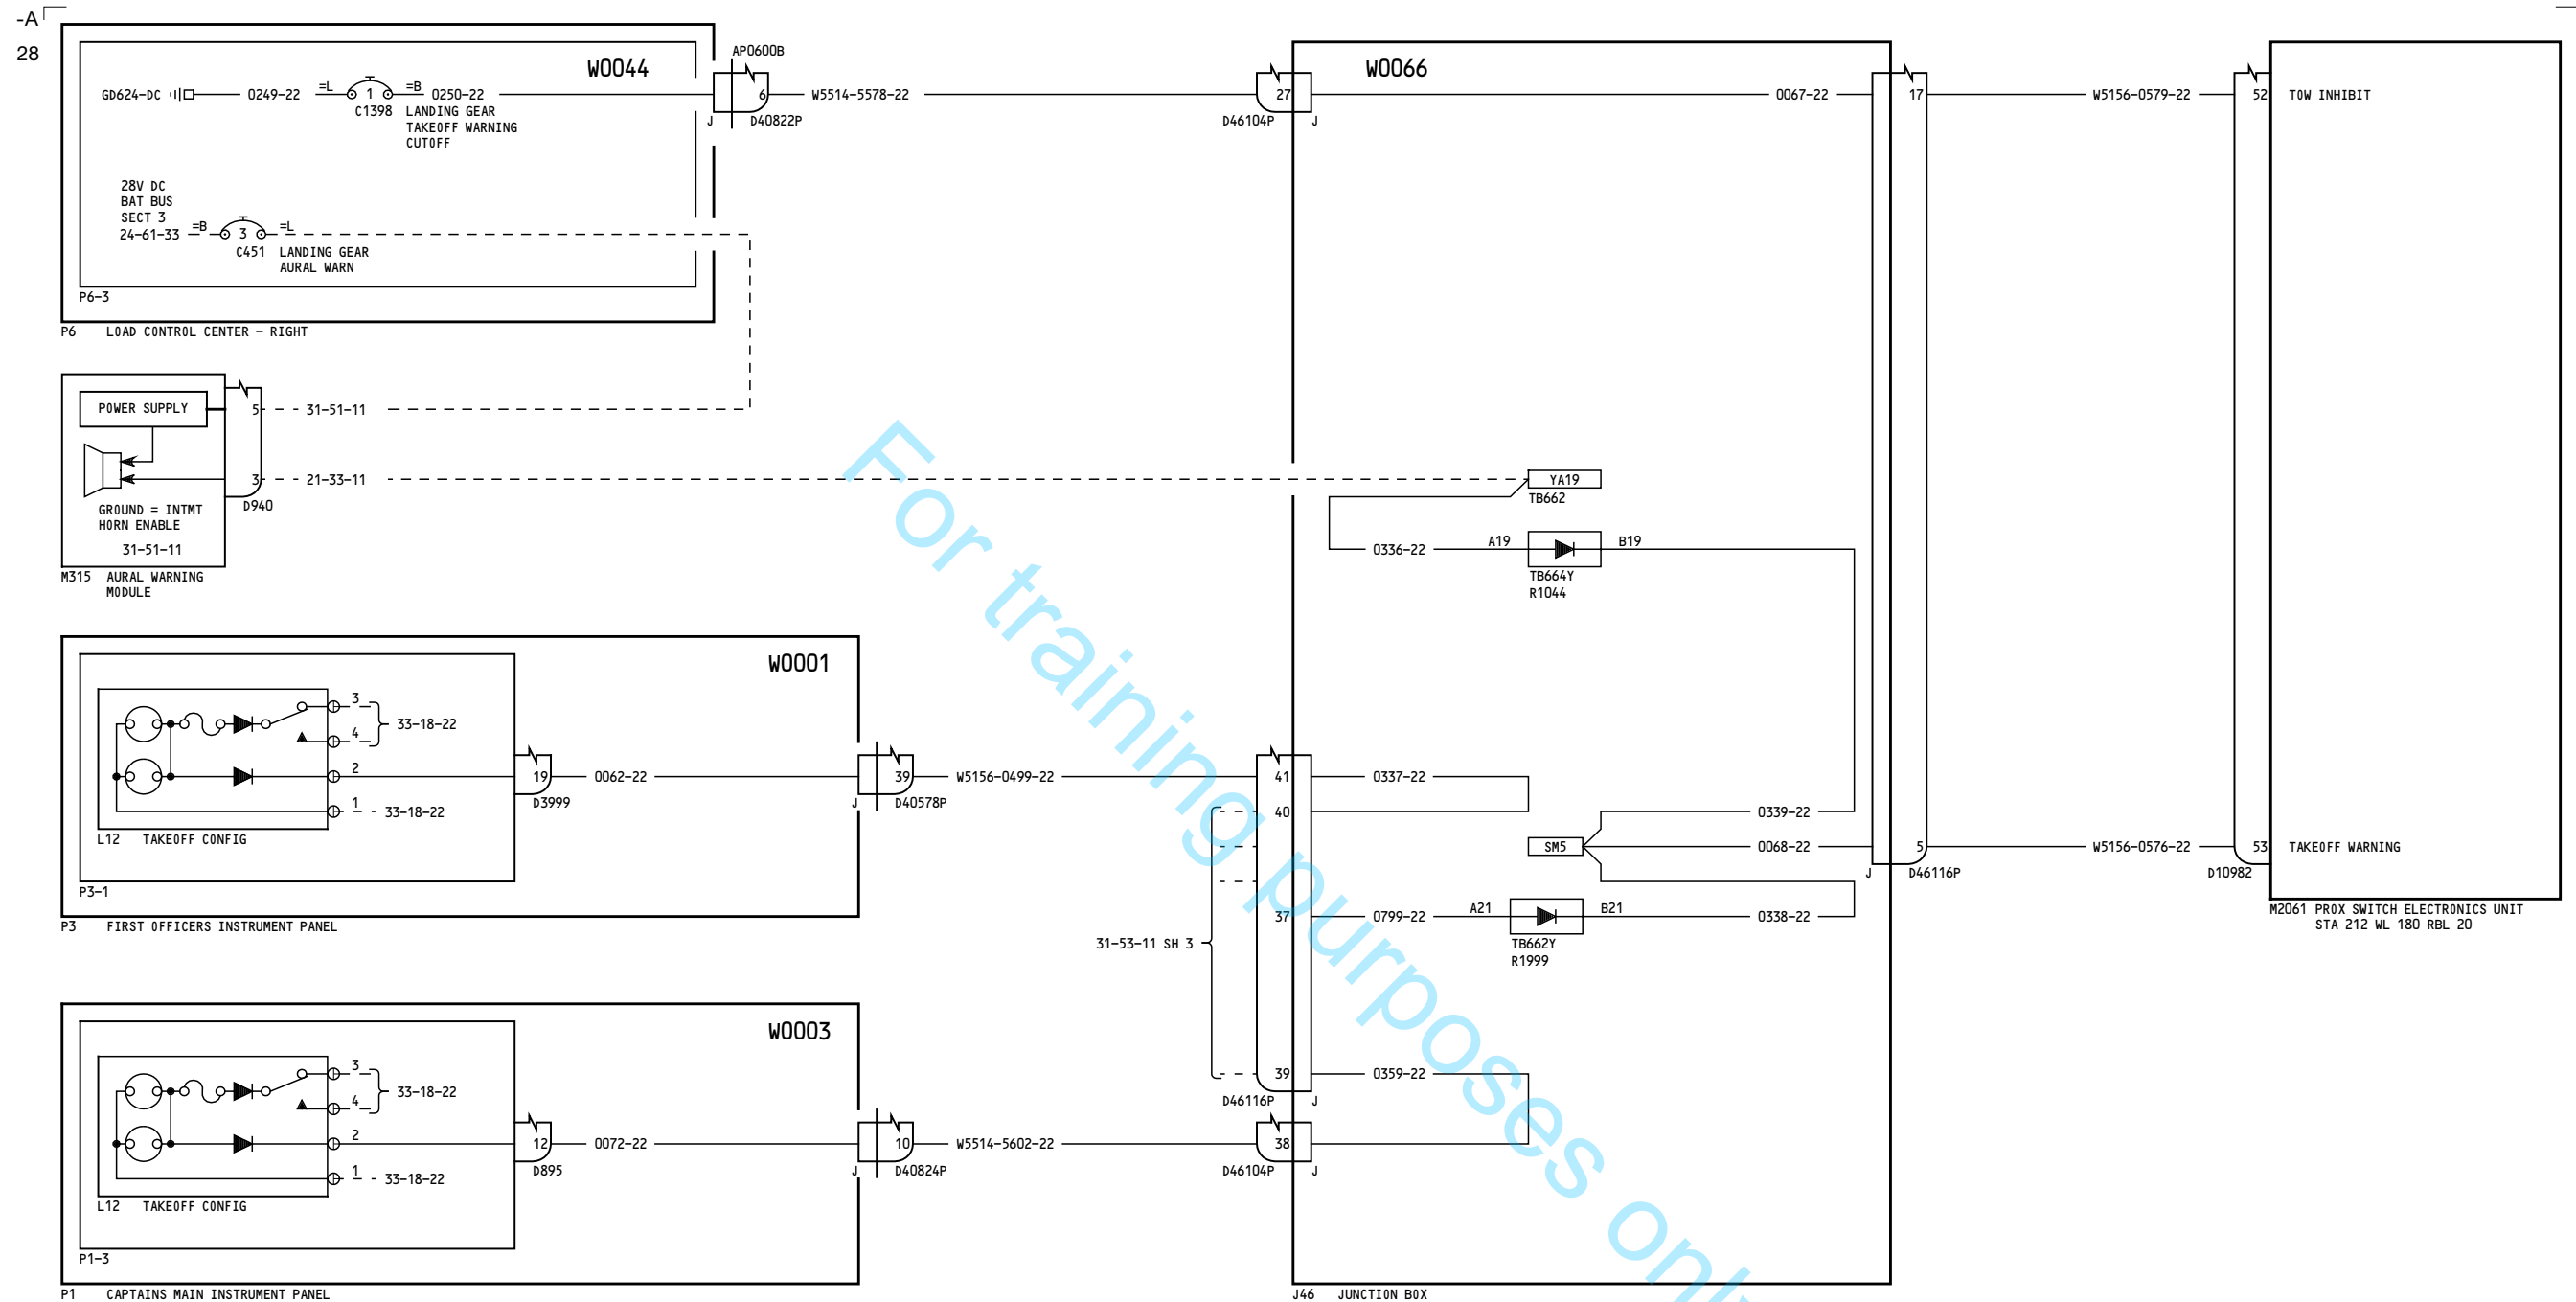 -A
28
W0044
AP0600B
GD624-DC
0249-22
=L
1
=B
0250-22
C1398
LANDING GEAR
TAKEOFF WARNING
CUTOFF
6
J
D40822P
W5514-5578-22
28V DC
BAT BUS
SECT 3
24-61-33
=B
3
=L
C451
LANDING GEAR
AURAL WARN
P6-3
P6 LOAD CONTROL CENTER - RIGHT
POWER SUPPLY
5
31-51-11
3
21-33-11
D940
GROUND = INTMT
HORN ENABLE
31-51-11
M315 AURAL WARNING
MODULE
W0001
3
4
33-18-22
2
1
33-18-22
L12 TAKEOFF CONFIG
P3-1
19
D3999
0062-22
39
J
D40578P
W5156-0499-22
P3 FIRST OFFICERS INSTRUMENT PANEL
W0003
3
4
33-18-22
2
1
33-18-22
L12 TAKEOFF CONFIG
P1-3
12
D895
0072-22
10
J
D40824P
W5514-5602-22
P1 CAPTAINS MAIN INSTRUMENT PANEL
W0066
27
D46104P
J
0067-22
17
YA19
TB662
0336-22
A19
B19
TB664Y
R1044
41
0337-22
40
0339-22
SM5
0068-22
5
J
D46116P
37
0799-22
A21
B21
0338-22
TB662Y
R1999
31-53-11 SH 3
39
0359-22
D46116P
J
38
D46104P
J
J46 JUNCTION BOX
W5156-0579-22
52
TOW INHIBIT
W5156-0576-22
53
TAKEOFF WARNING
D10982
M2061 PROX SWITCH ELECTRONICS UNIT
STA 212 WL 180 RBL 20
For training purposes only